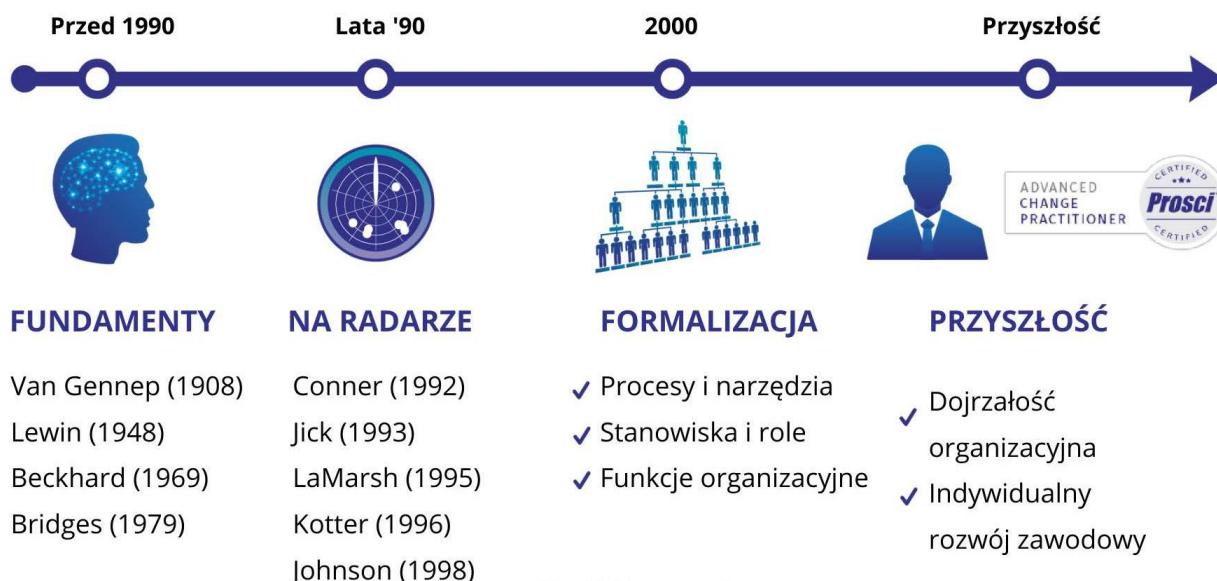 Przed 1990
Lata '90
2000
Przyszłość
ADVANCED
CHANGE
PRACTITIONER
CERTIFIED
Prosci
CERTIFIED
FUNDAMENTY
Van Gennep (1908)
Lewin (1948)
Beckhard (1969)
Bridges (1979)
NA RADARZE
Conner (1992)
Jick (1993)
LaMarsh (1995)
Kotter (1996)
Johnson (1998)
FORMALIZACJA
Procesy i narzędzia
Stanowiska i role
Funkcje organizacyjne
PRZYSZŁOŚĆ
Dojrzałość
organizacyjna
Indywidualny
rozwój zawodowy